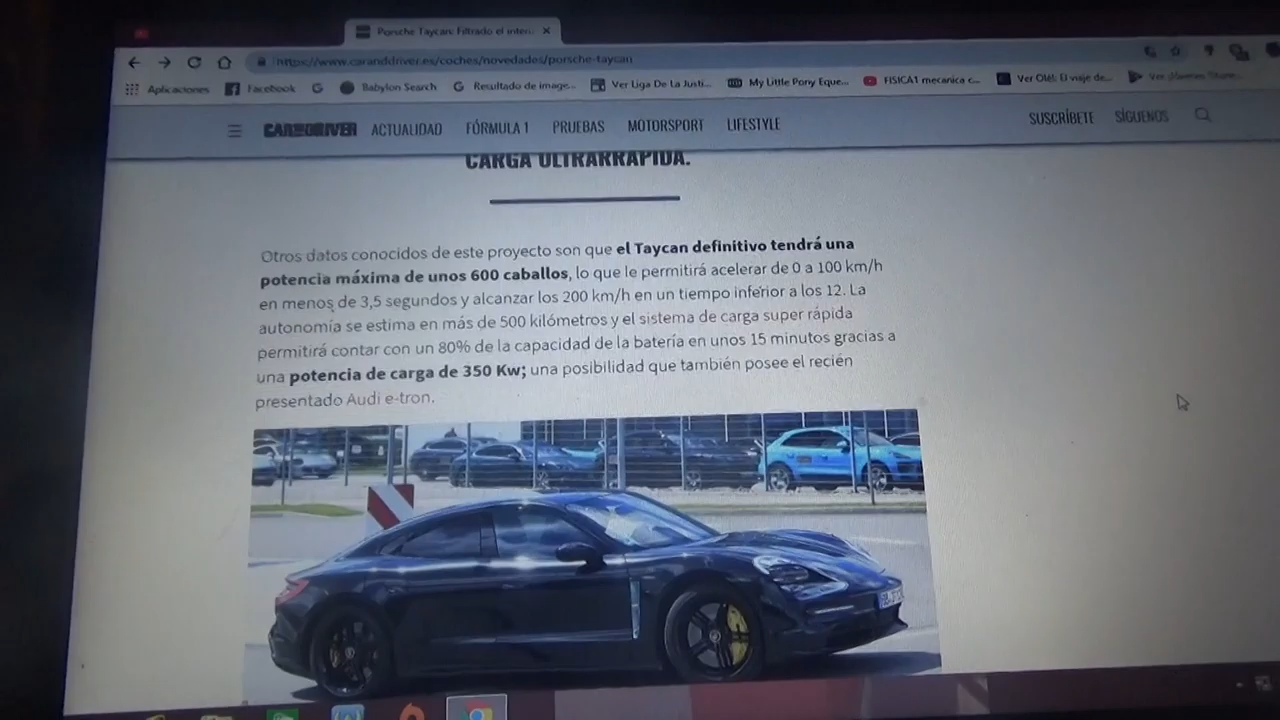 Porsche Taycan: Filtrado el interi
https://www.caranddriver.es/coches/novedades/porsche-taycan
Aplicaciones Facebook Babylon Search Resultado de image... Ver Liga De La Justi... My Little Pony Eque... FISICA1 mecanica c... Ver Olé: El viaje de... Ver
CAR AND DRIVER ACTUALIDAD FÓRMULA 1 PRUEBAS MOTORSPORT LIFESTYLE SUSCRÍBETE SÍGUENOS
CARGA ULTRARRÁPIDA.
Otros datos conocidos de este proyecto son que el Taycan definitivo tendrá una
potencia máxima de unos 600 caballos, lo que le permitirá acelerar de 0 a 100 km/h
en menos de 3,5 segundos y alcanzar los 200 km/h en un tiempo inferior a los 12. La
autonomía se estima en más de 500 kilómetros y el sistema de carga super rápida
permitirá contar con un 80% de la capacidad de la batería en unos 15 minutos gracias a
una potencia de carga de 350 Kw; una posibilidad que también posee el recién
presentado Audi e-tron.